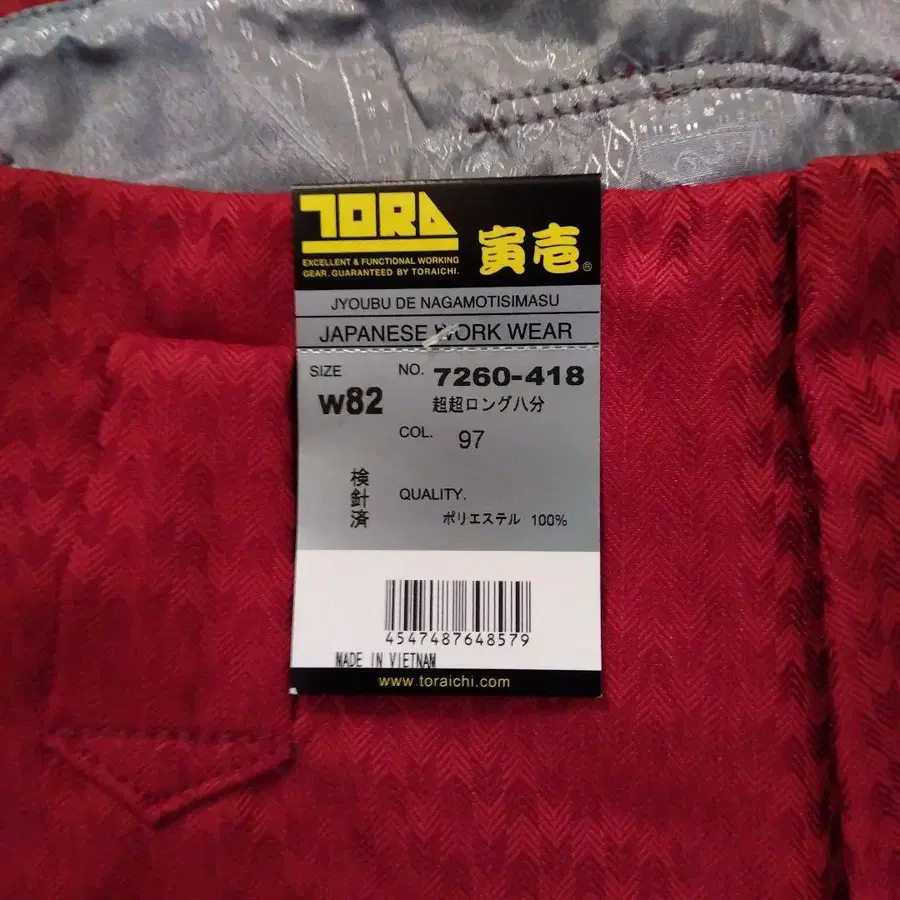 TORA
寅壱®
EXCELLENT & FUNCTIONAL WORKING
GEAR. GUARANTEED BY TORAICHI.
JYOUBU DE NAGAMOTISIMASU
JAPANESE WORK WEAR
SIZE
W82
NO. 7260-418
超超ロング八分
COL. 97
検針済
QUALITY.
ポリエステル 100%
4547487648579
MADE IN VIETNAM
www.toraichi.com